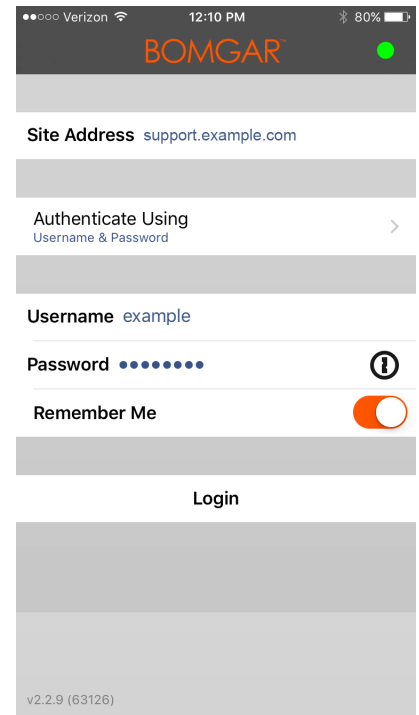 Verizon 12:10 PM 80%
BOMGAR™
Site Address support.example.com
Authenticate Using
Username & Password
Username example
Password ••••••••
Remember Me
Login
v2.2.9 (63126)